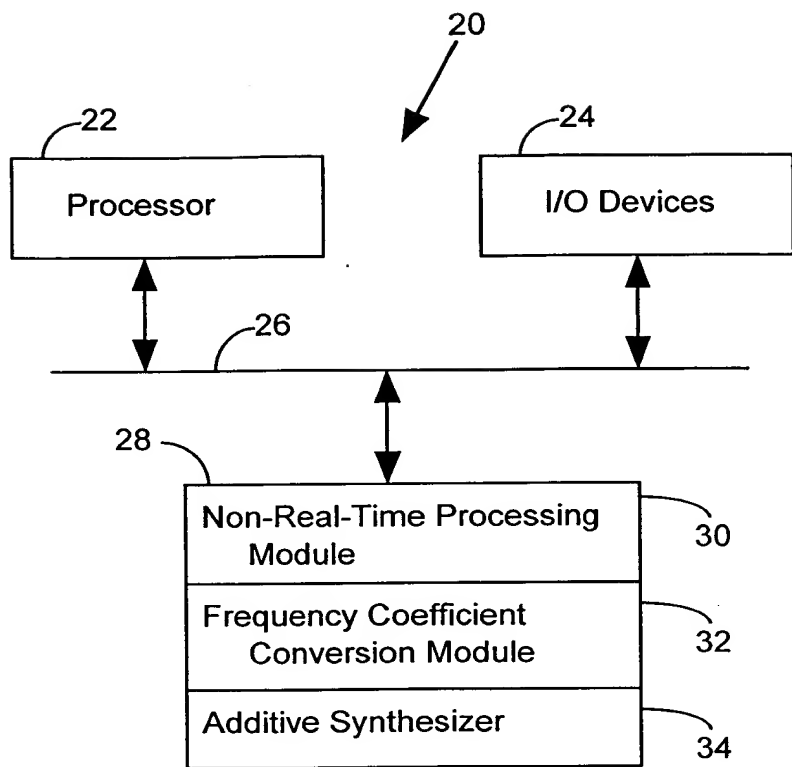 20
22
24
Processor
I/O Devices
26
28
Non-Real-Time Processing
Module
30
Frequency Coefficient
Conversion Module
32
Additive Synthesizer
34